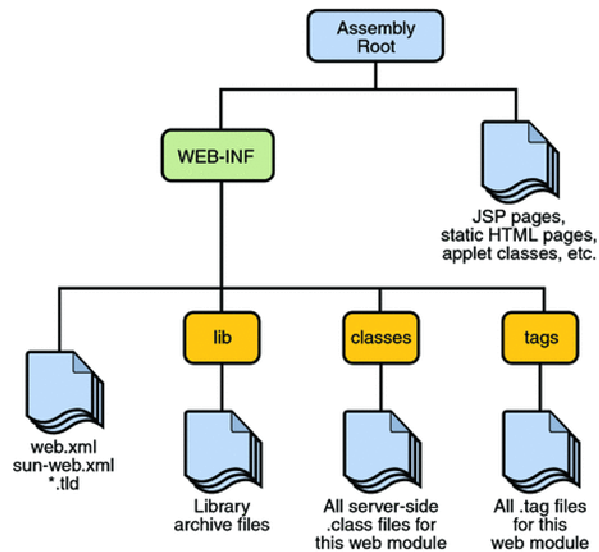 Assembly
Root
WEB-INF
JSP pages,
static HTML pages,
applet classes, etc.
lib
classes
tags
web.xml
sun-web.xml
*.tld
Library
archive files
All server-side
.class files for
this web module
All .tag files
for this
web module